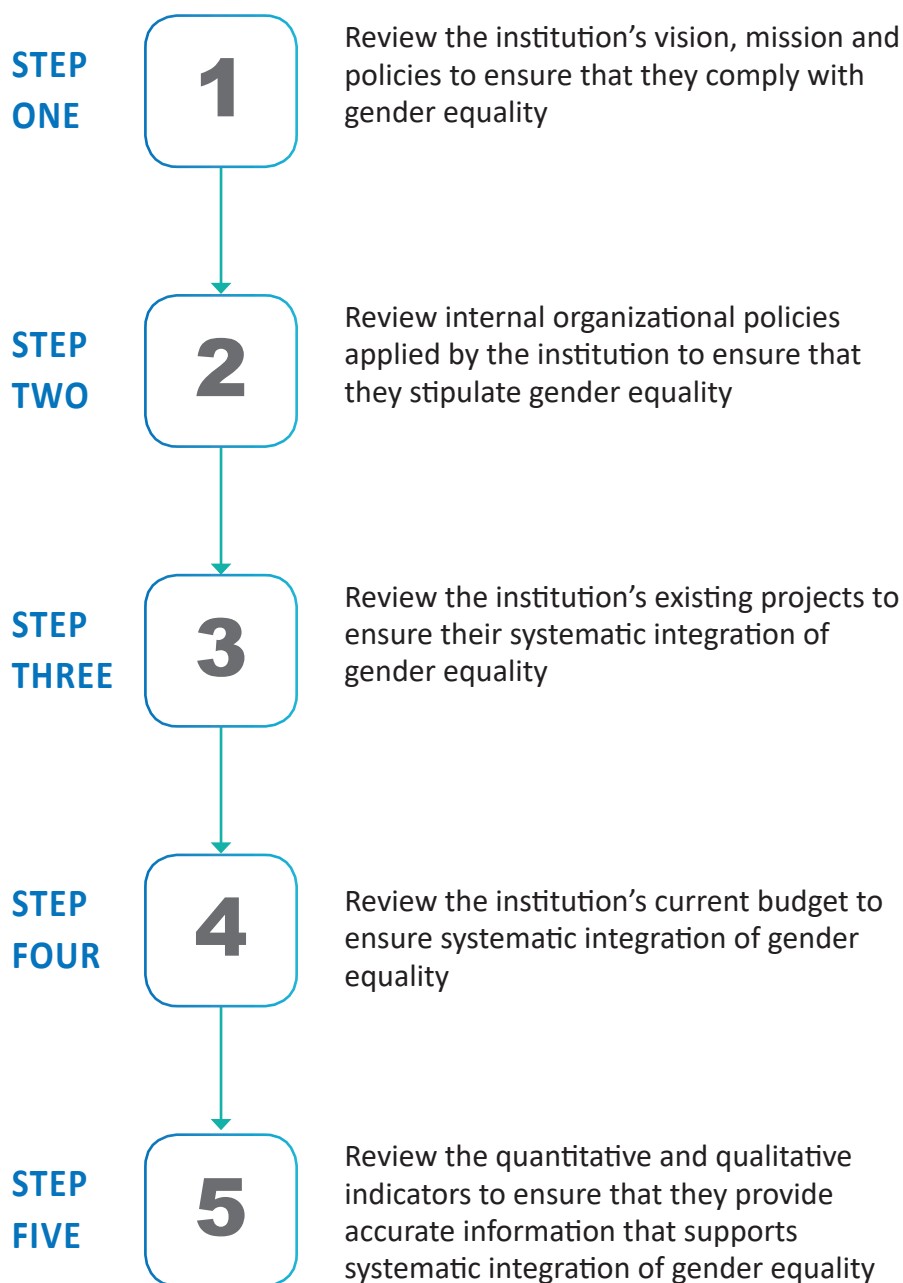 STEP
ONE
1
Review the institution’s vision, mission and
policies to ensure that they comply with
gender equality
STEP
TWO
2
Review internal organizational policies
applied by the institution to ensure that
they stipulate gender equality
STEP
THREE
3
Review the institution’s existing projects to
ensure their systematic integration of
gender equality
STEP
FOUR
4
Review the institution’s current budget to
ensure systematic integration of gender
equality
STEP
FIVE
5
Review the quantitative and qualitative
indicators to ensure that they provide
accurate information that supports
systematic integration of gender equality